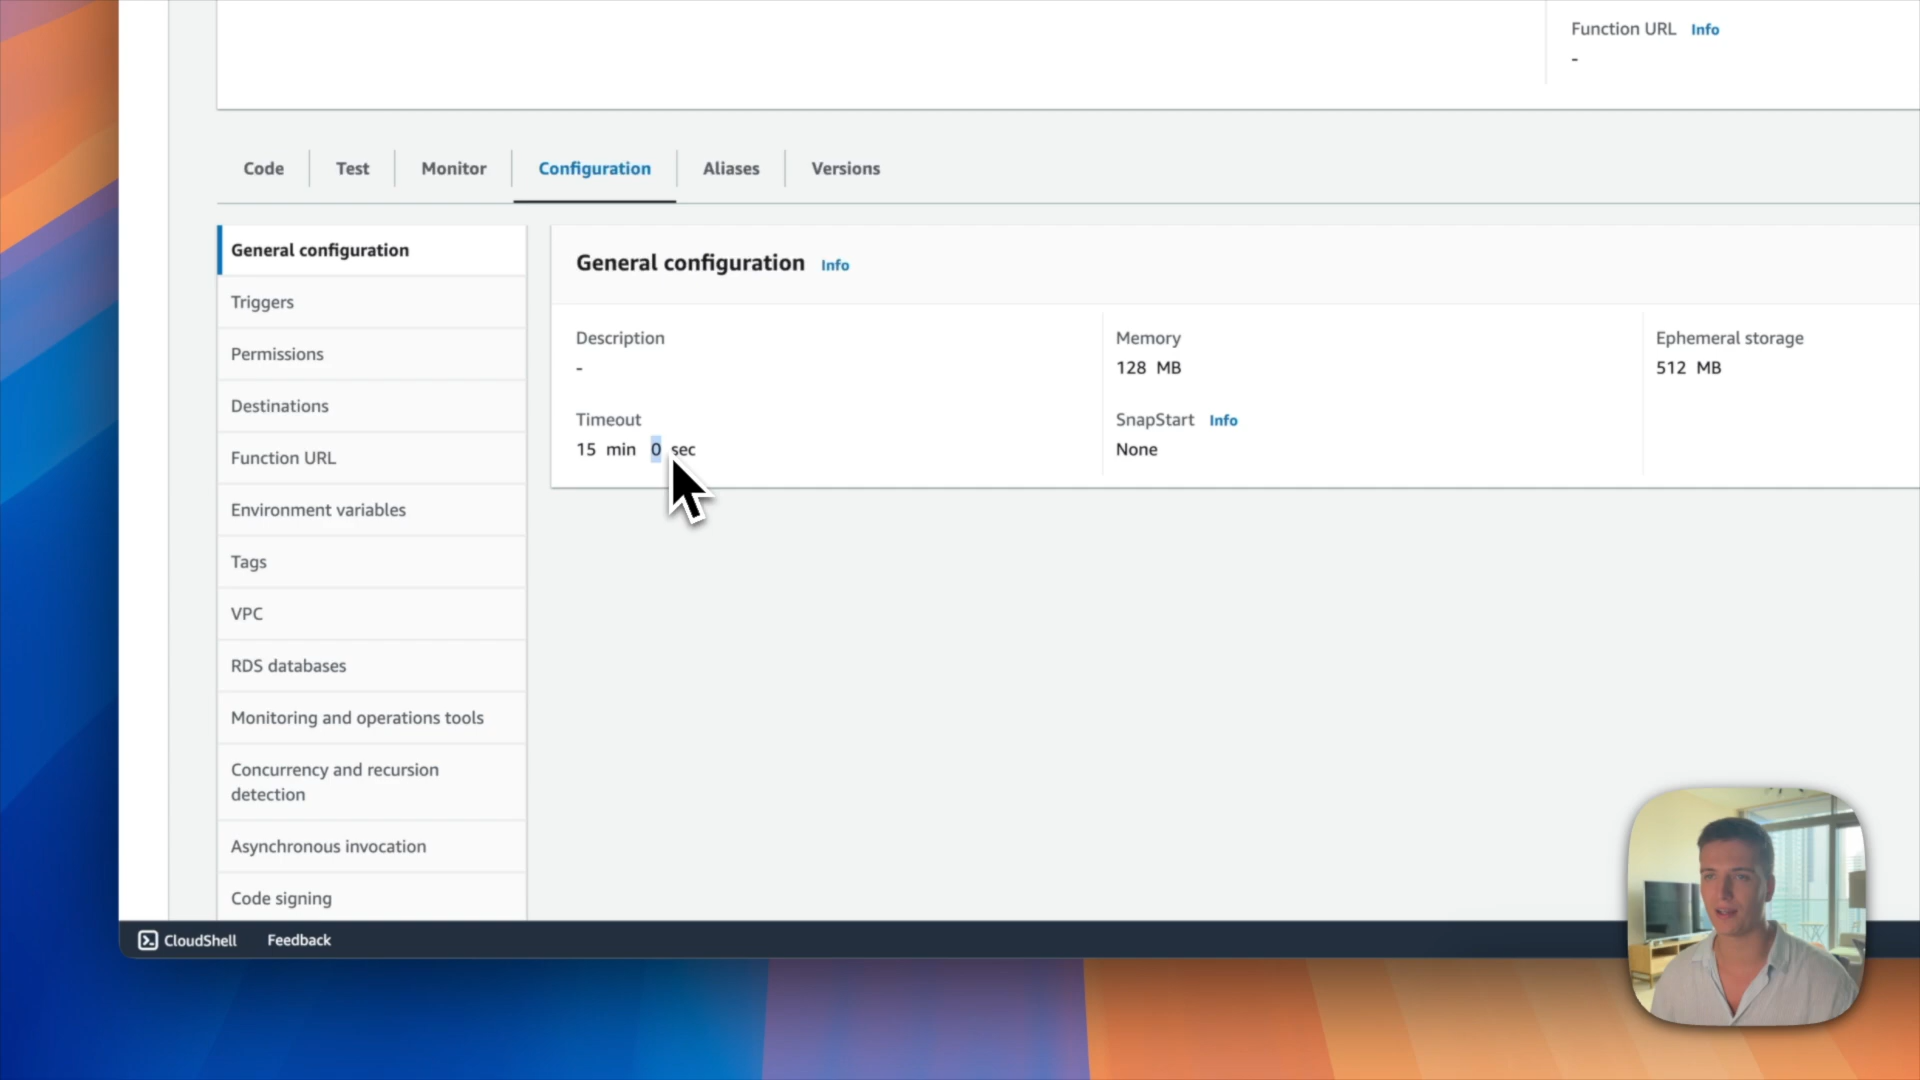 Function URL Info
-
Code
Test
Monitor
Configuration
Aliases
Versions
General configuration
Triggers
Permissions
Destinations
Function URL
Environment variables
Tags
VPC
RDS databases
Monitoring and operations tools
Concurrency and recursion
detection
Asynchronous invocation
Code signing
General configuration Info
Description
-
Memory
128 MB
Ephemeral storage
512 MB
Timeout
15 min 0 sec
SnapStart Info
None
CloudShell
Feedback